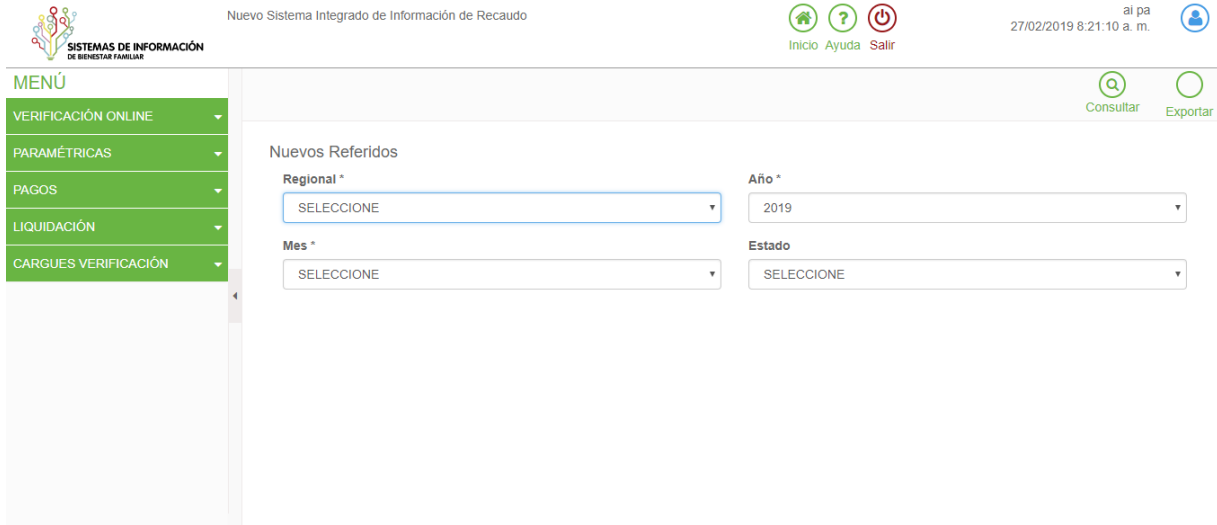 SISTEMAS DE INFORMACIÓN
DE BIENESTAR FAMILIAR
Nuevo Sistema Integrado de Información de Recaudo
Inicio Ayuda Salir
ai pa
27/02/2019 8:21:10 a. m.
MENÚ
VERIFICACIÓN ONLINE
PARAMÉTRICAS
PAGOS
LIQUIDACIÓN
CARGUES VERIFICACIÓN
Consultar Exportar
Nuevos Referidos
Regional * Año *
SELECCIONE 2019
Mes * Estado
SELECCIONE SELECCIONE